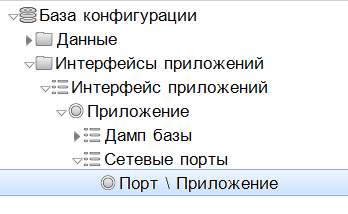 База конфигурации
Данные
Интерфейсы приложений
Интерфейс приложений
Приложение
Дамп базы
Сетевые порты
Порт \ Приложение